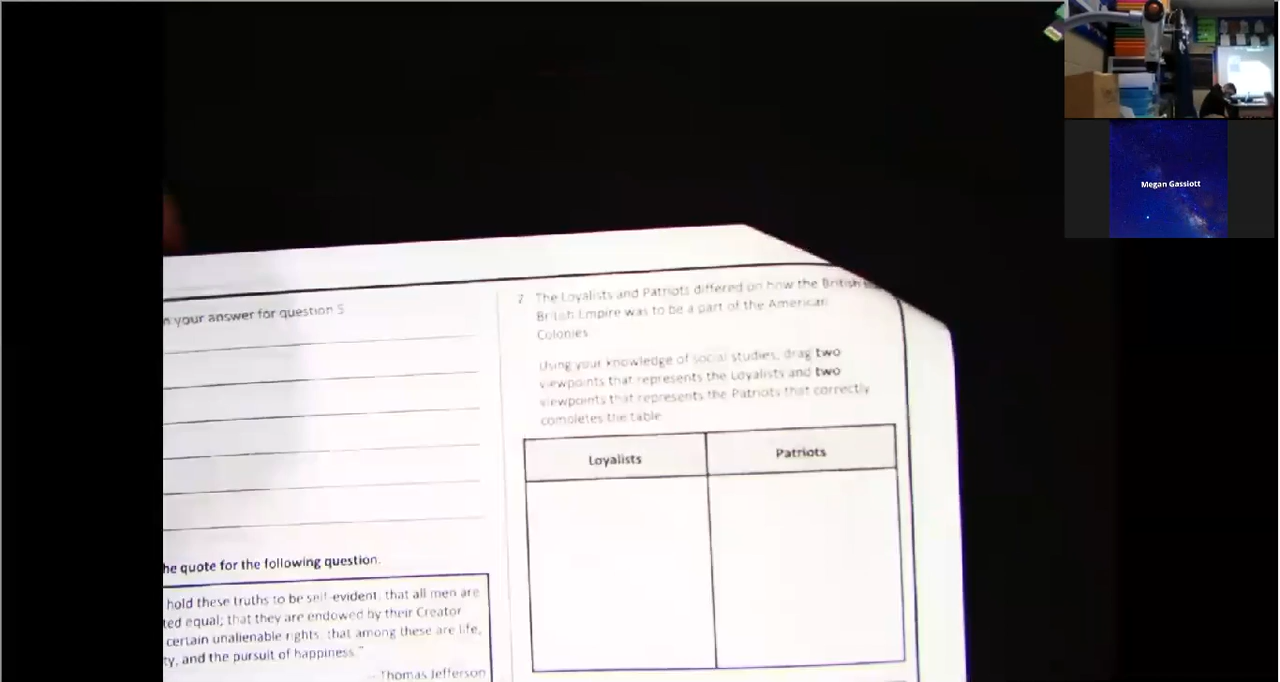 Megan Gassiott
n your answer for question 5
he quote for the following question.
hold these truths to be self-evident, that all men are
ted equal; that they are endowed by their Creator
certain unalienable rights, that among these are life,
ty, and the pursuit of happiness."
-- Thomas Jefferson
7 The Loyalists and Patriots differed on how the British
British Empire was to be a part of the American
Colonies
Using your knowledge of social studies, drag two
viewpoints that represents the Loyalists and two
viewpoints that represents the Patriots that correctly
completes the table
Loyalists Patriots